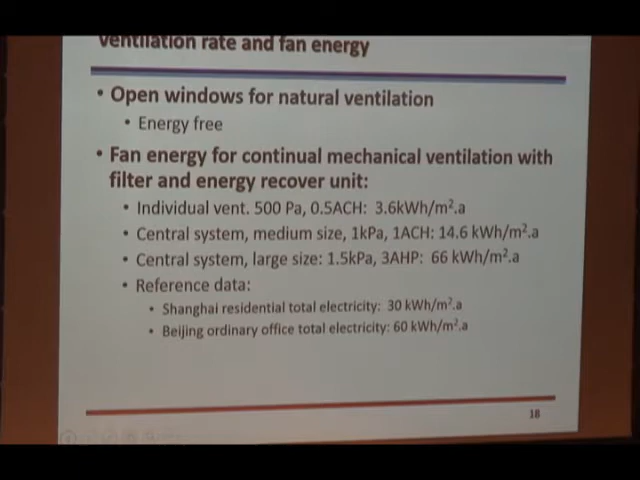 ventilation rate and fan energy
• Open windows for natural ventilation
• Energy free
• Fan energy for continual mechanical ventilation with
filter and energy recover unit:
• Individual vent. 500 Pa, 0.5ACH: 3.6kWh/m².a
• Central system, medium size, 1kPa, 1ACH: 14.6 kWh/m².a
• Central system, large size: 1.5kPa, 3AHP: 66 kWh/m².a
• Reference data:
• Shanghai residential total electricity: 30 kWh/m².a
• Beijing ordinary office total electricity: 60 kWh/m².a
18